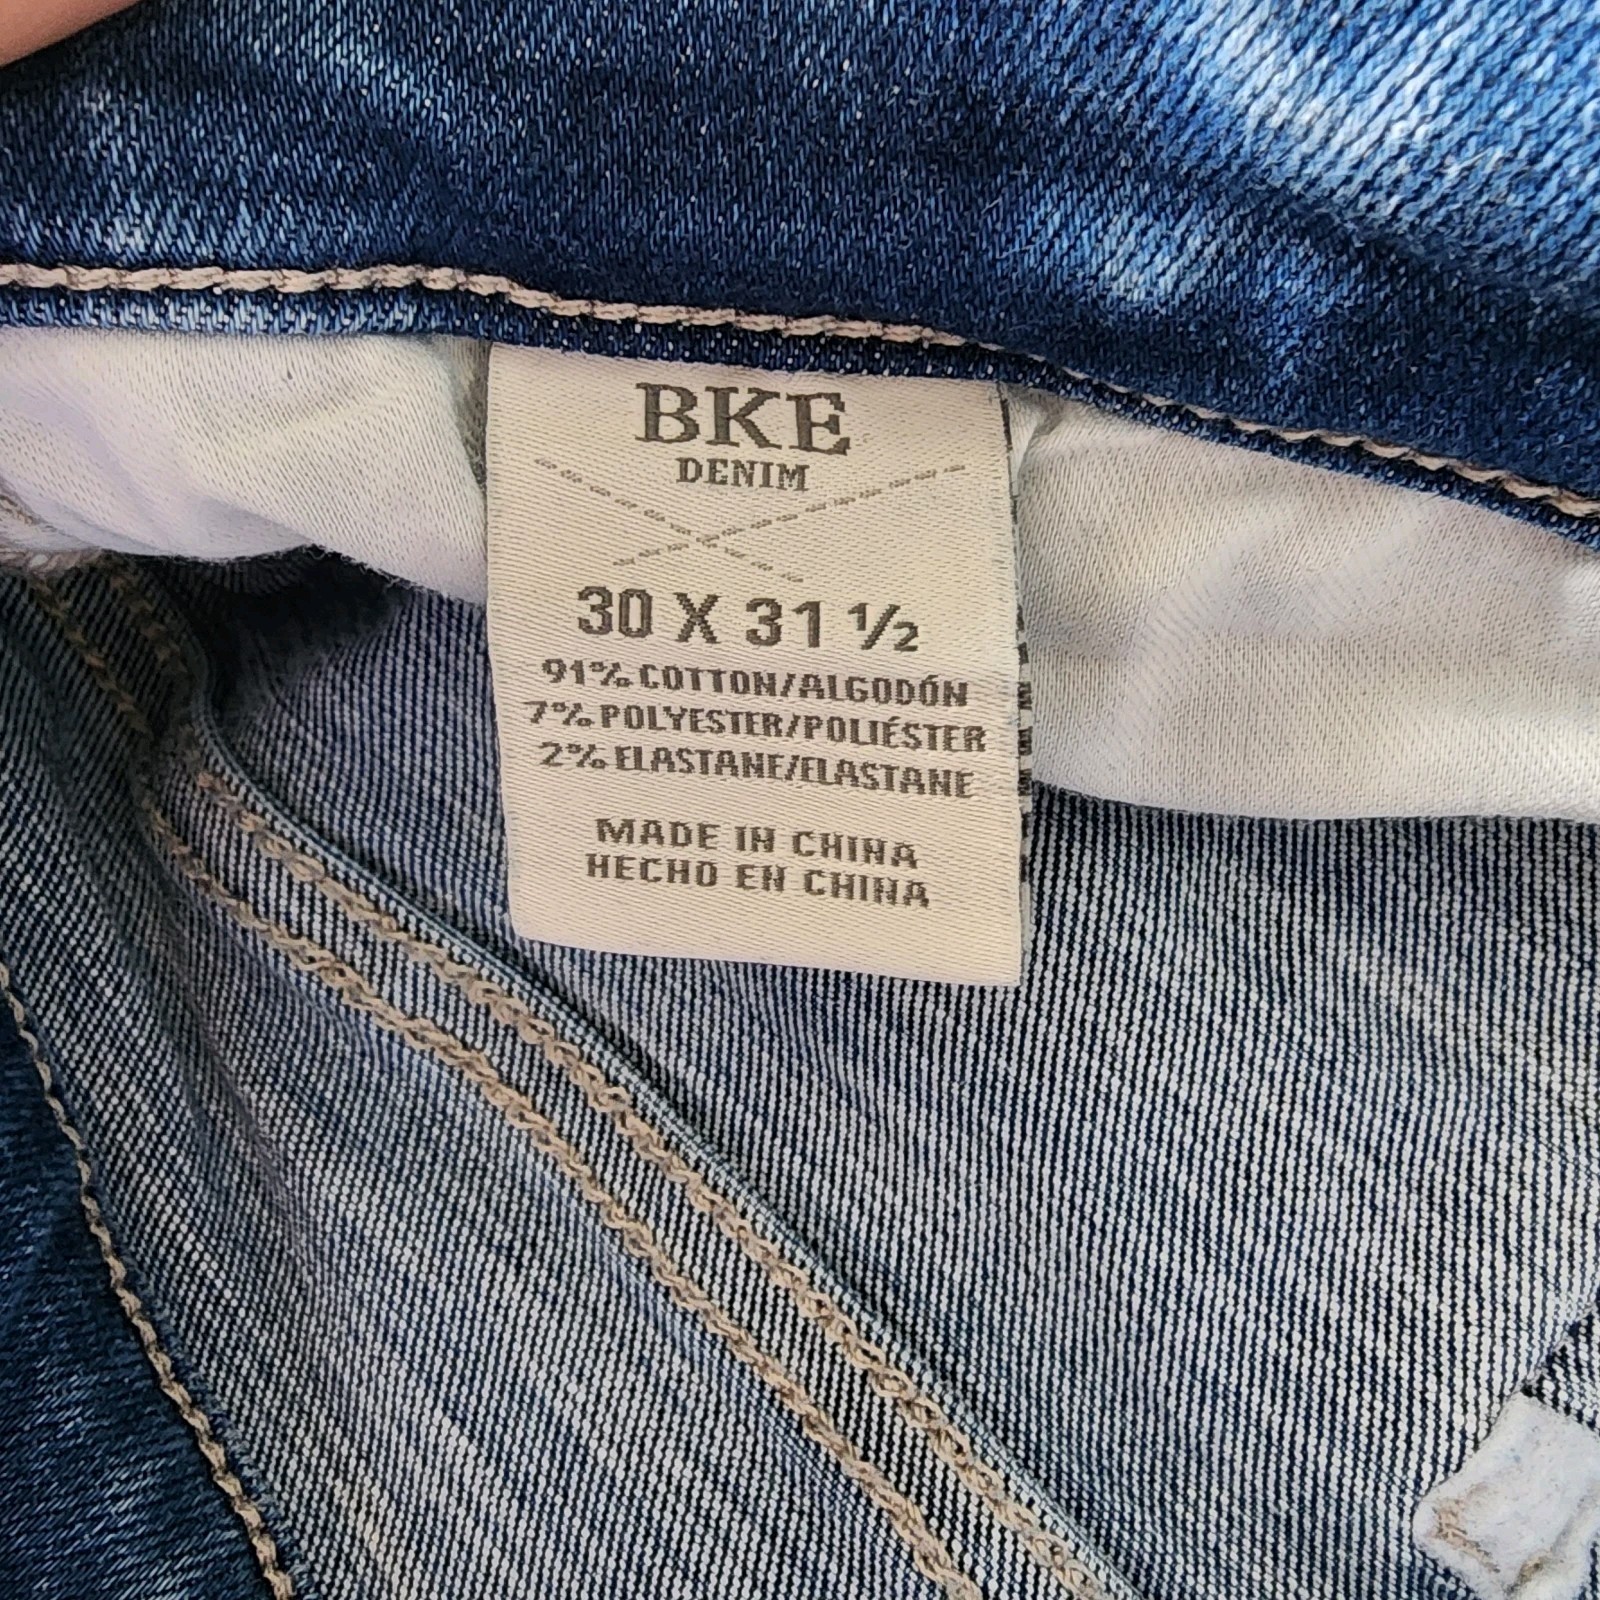 BKE
DENIM
30 X 31 ½
91% COTTON/ALGODÓN
7% POLYESTER/POLIÉSTER
2% ELASTANE/ELASTANE
MADE IN CHINA
HECHO EN CHINA